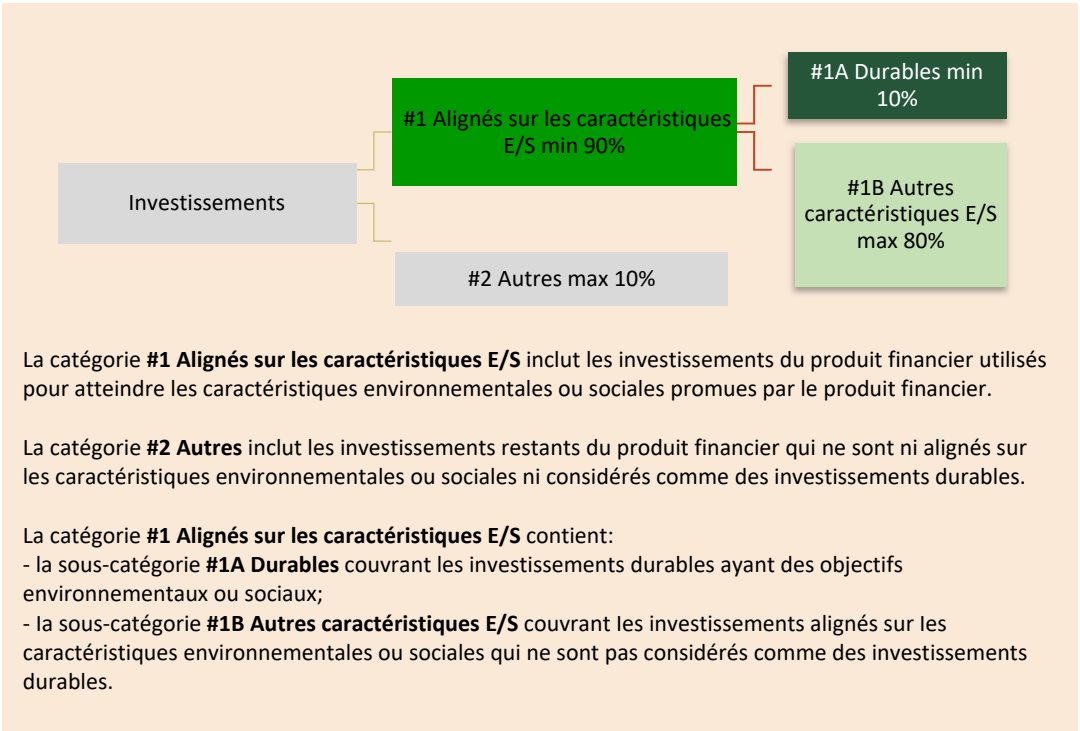 #1A Durables min
10%
#1 Alignés sur les caractéristiques
E/S min 90%
#1B Autres
caractéristiques E/S
max 80%
Investissements
#2 Autres max 10%
La catégorie #1 Alignés sur les caractéristiques E/S inclut les investissements du produit financier utilisés
pour atteindre les caractéristiques environnementales ou sociales promues par le produit financier.
La catégorie #2 Autres inclut les investissements restants du produit financier qui ne sont ni alignés sur
les caractéristiques environnementales ou sociales ni considérés comme des investissements durables.
La catégorie #1 Alignés sur les caractéristiques E/S contient:
- la sous-catégorie #1A Durables couvrant les investissements durables ayant des objectifs
environnementaux ou sociaux;
- Ia sous-catégorie #1B Autres caractéristiques E/S couvrant Ies investissements alignés sur Ies
caractéristiques environnementales ou sociales qui ne sont pas considérés comme des investissements
durables.